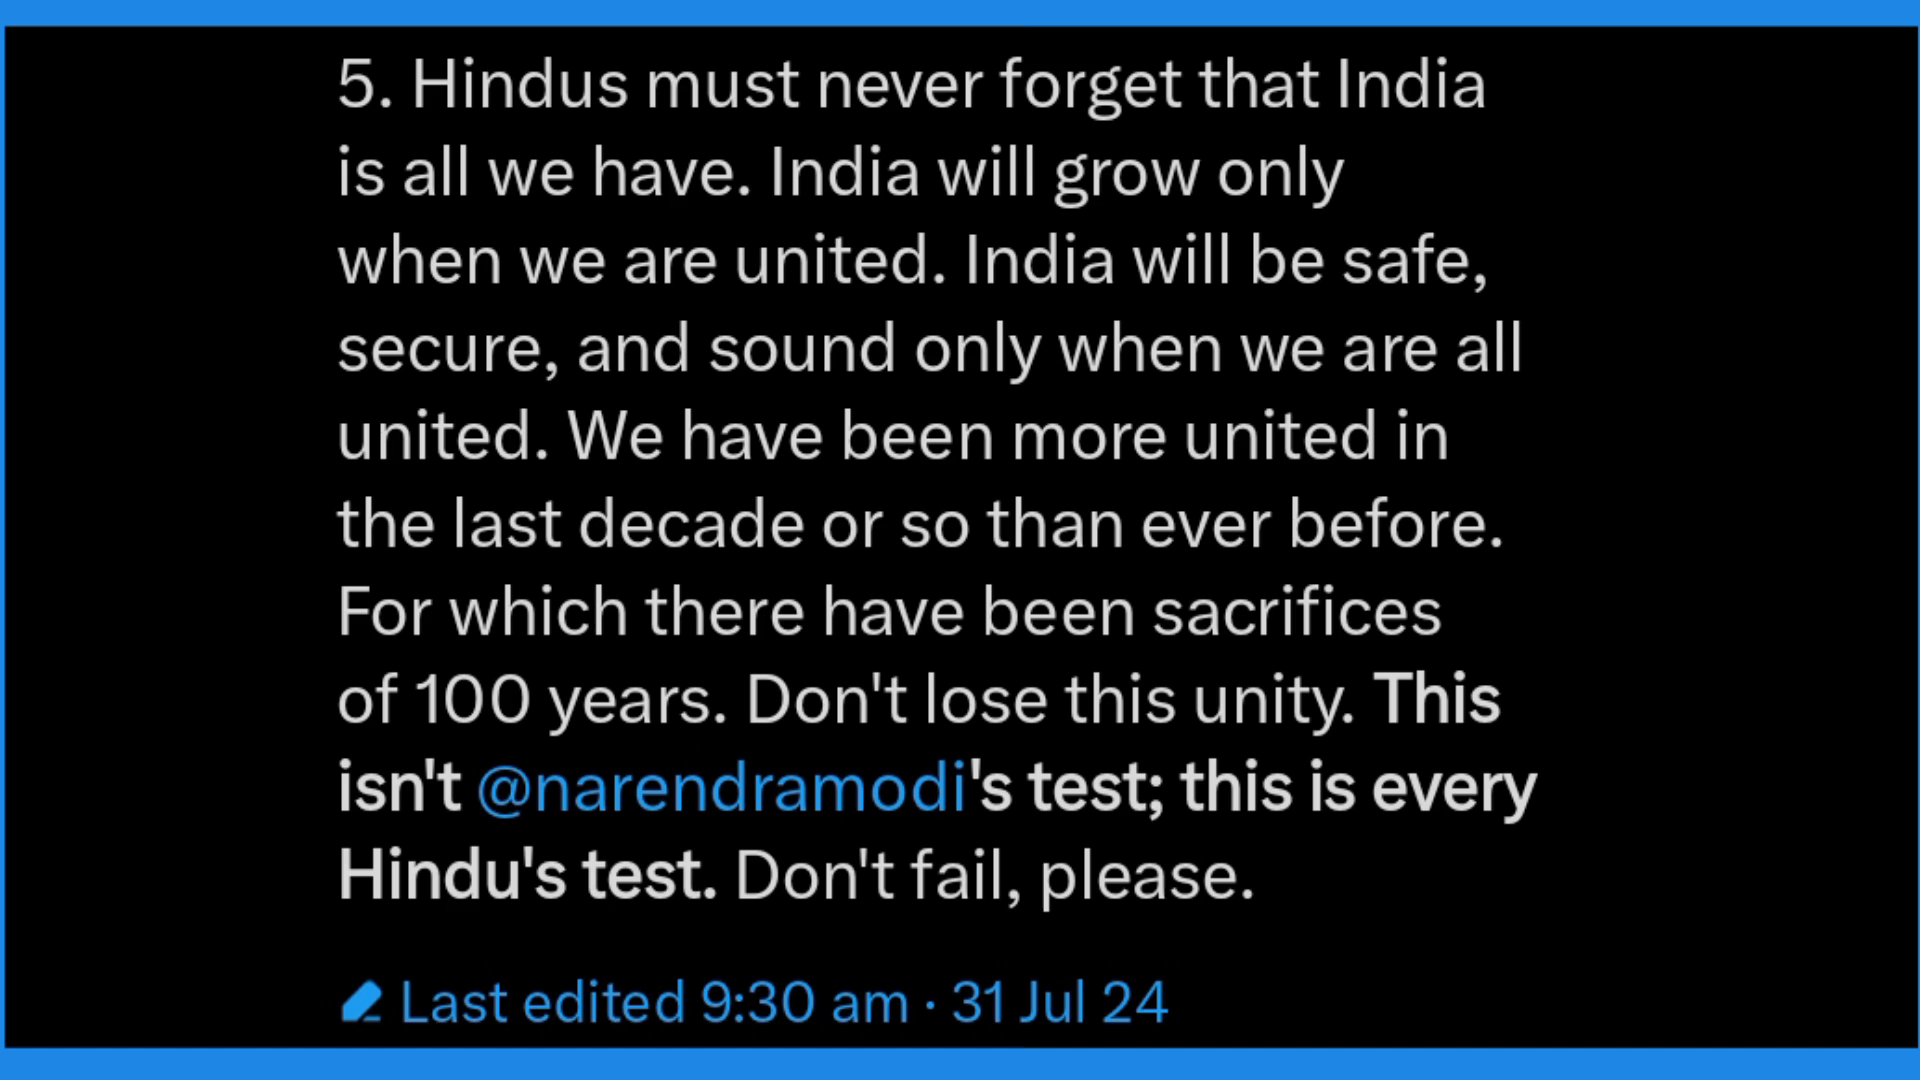 5. Hindus must never forget that India
is all we have. India will grow only
when we are united. India will be safe,
secure, and sound only when we are all
united. We have been more united in
the last decade or so than ever before.
For which there have been sacrifices
of 100 years. Don't lose this unity. This
isn't @narendramodi's test; this is every
Hindu's test. Don't fail, please.
Last edited 9:30 am · 31 Jul 24